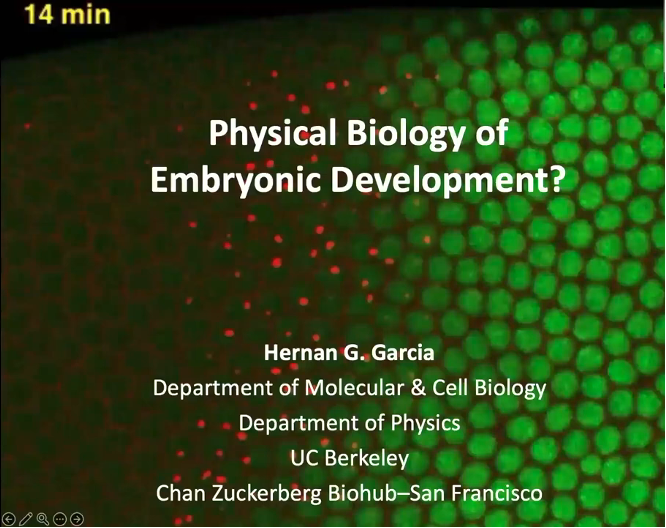 14 min
Physical Biology of
Embryonic Development?
Hernan G. Garcia
Department of Molecular & Cell Biology
Department of Physics
UC Berkeley
Chan Zuckerberg Biohub–San Francisco